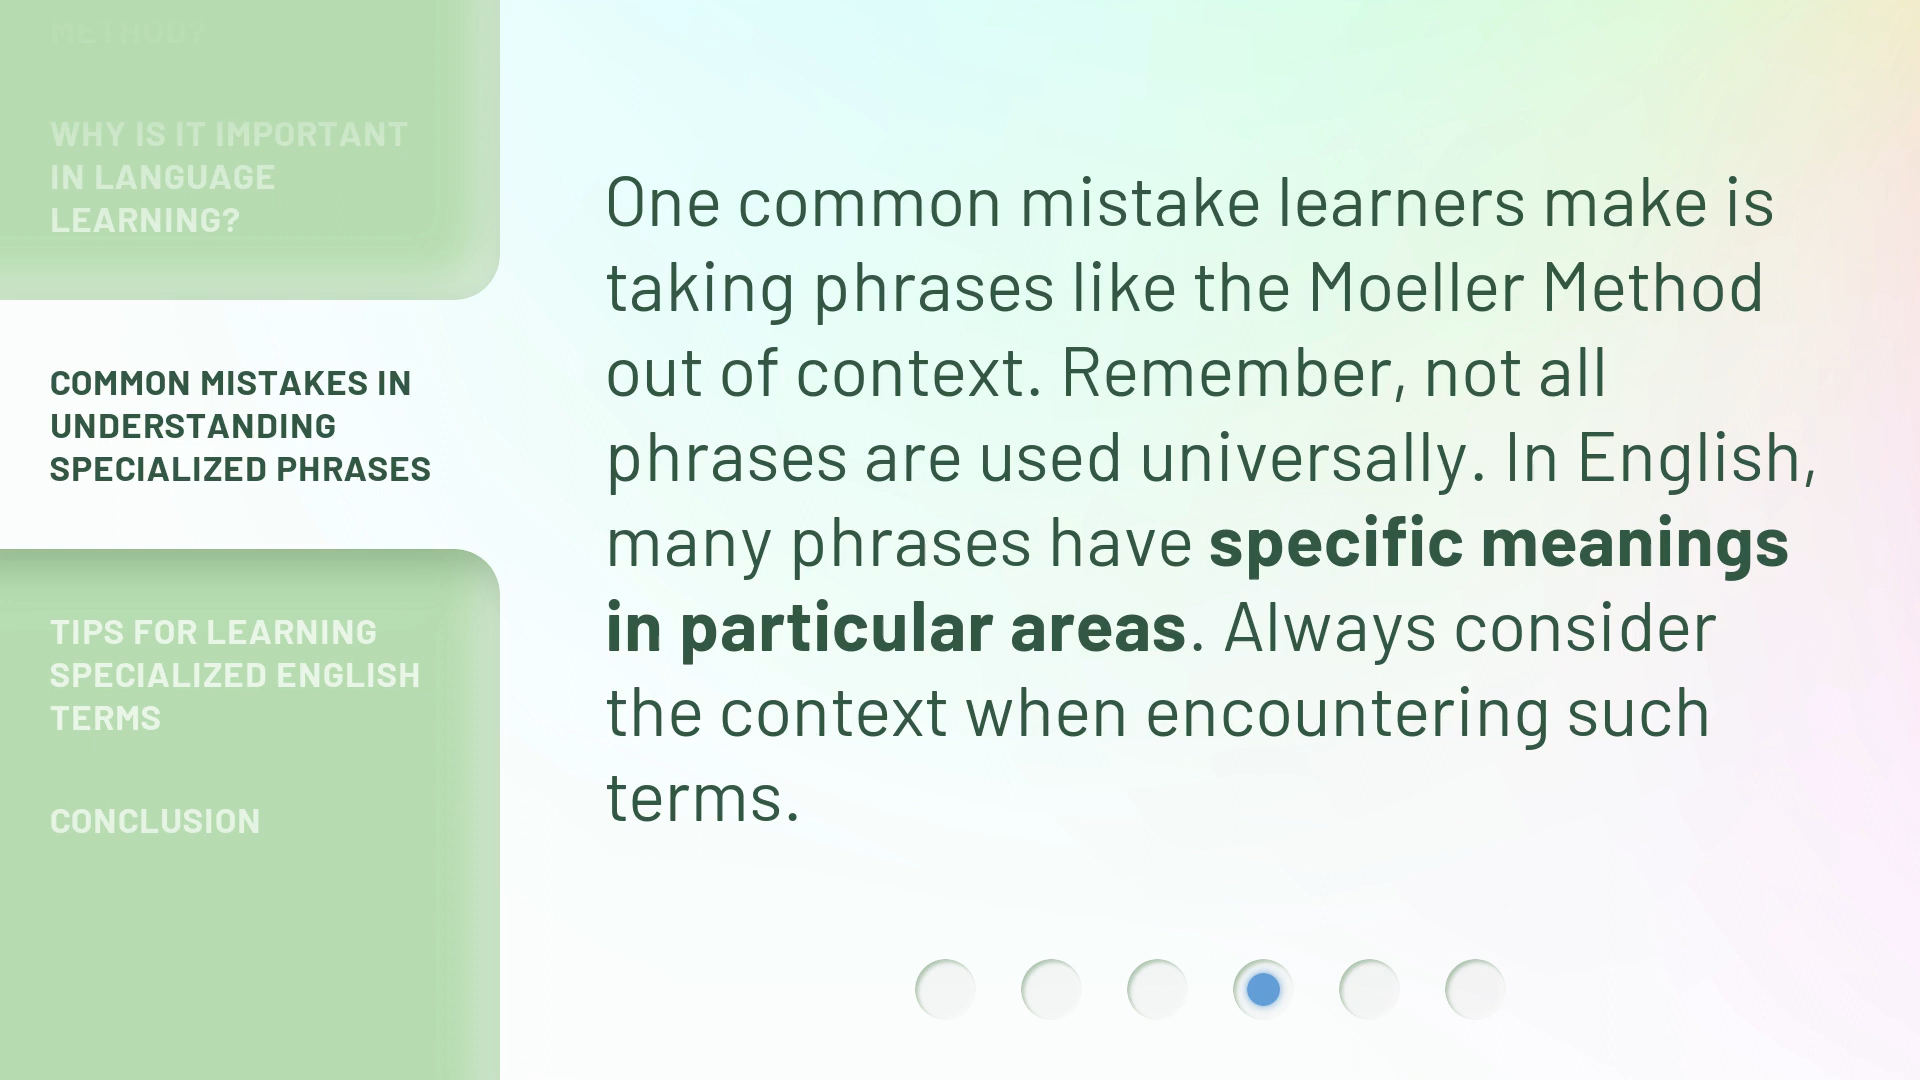 METHOD?
WHY IS IT IMPORTANT
IN LANGUAGE
LEARNING?
COMMON MISTAKES IN
UNDERSTANDING
SPECIALIZED PHRASES
TIPS FOR LEARNING
SPECIALIZED ENGLISH
TERMS
CONCLUSION
One common mistake learners make is
taking phrases like the Moeller Method
out of context. Remember, not all
phrases are used universally. In English,
many phrases have specific meanings
in particular areas. Always consider
the context when encountering such
terms.